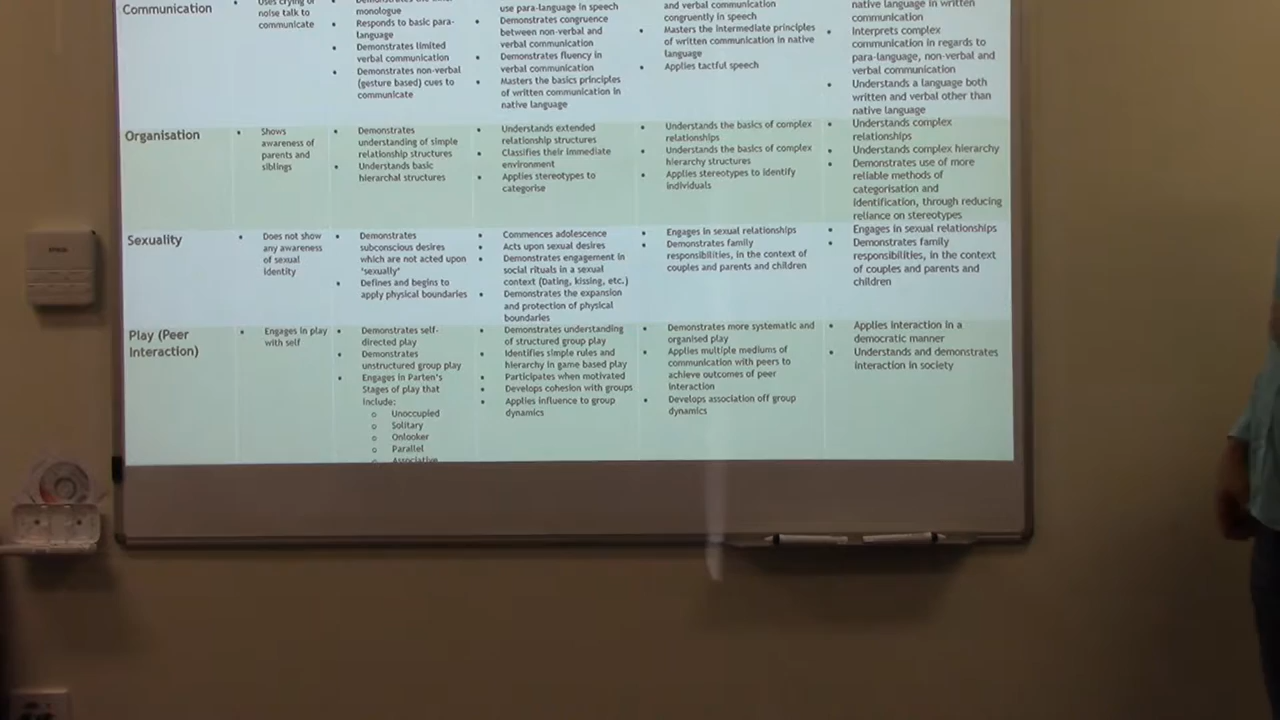 Communication
noise talk to
communicate
monologue
Responds to basic para-
language
Demonstrates limited
verbal communication
Demonstrates non-verbal
(gesture based) cues to
communicate
use para-language in speech
Demonstrates congruence
between non-verbal and
verbal communication
Demonstrates fluency in
verbal communication
Masters the basic principles
of written communication in
native language
and verbal communication
congruently in speech
Masters the intermediate principles
of written communication in native
language
Applies tactful speech
native language in written
communication
Interprets complex
communication in regards to
para-language, non-verbal and
verbal communication
Understands a language both
written and verbal other than
native language
Organisation
Shows
awareness of
parents and
siblings
Demonstrates
understanding of simple
relationship structures
Understands basic
hierarchal structures
Understands extended
relationship structures
Classifies their immediate
environment
Applies stereotypes to
categorise
Understands the basics of complex
relationships
Understands the basics of complex
hierarchy structures
Applies stereotypes to identify
individuals
Understands complex
relationships
Understands complex hierarchy
Demonstrates use of more
reliable methods of
categorisation and
identification, through reducing
reliance on stereotypes
Sexuality
Does not show
any awareness
of sexual
identity
Demonstrates
subconscious desires
which are not acted upon
'sexually'
Defines and begins to
apply physical boundaries
Commences adolescence
Acts upon sexual desires
Demonstrates engagement in
social rituals in a sexual
context (Dating, kissing, etc.)
Demonstrates the expansion
and protection of physical
boundaries
Engages in sexual relationships
Demonstrates family
responsibilities, in the context of
couples and parents and children
Engages in sexual relationships
Demonstrates family
responsibilities, in the context
of couples and parents and
children
Play (Peer
Interaction)
Engages in play
with self
Demonstrates self-
directed play
Demonstrates
unstructured group play
Engages in Parten's
Stages of play that
include:
Unoccupied
Solitary
Onlooker
Parallel
Associative
Demonstrates understanding
of structured group play
Identifies simple rules and
hierarchy in game based play
Participates when motivated
Develops cohesion with groups
Applies influence to group
dynamics
Demonstrates more systematic and
organised play
Applies multiple mediums of
communication with peers to
achieve outcomes of peer
interaction
Develops association off group
dynamics
Applies interaction in a
democratic manner
Understands and demonstrates
interaction in society